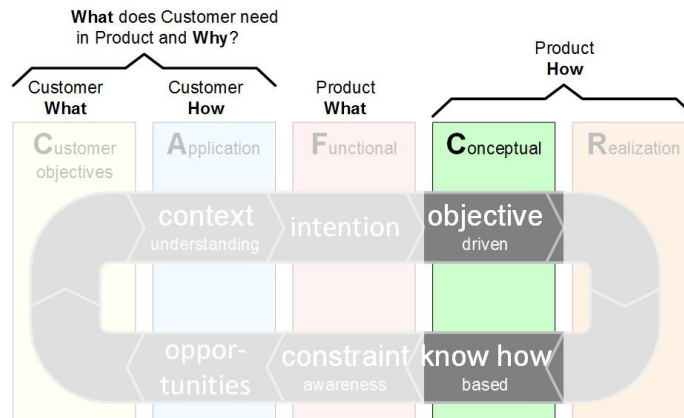 What does Customer need
in Product and Why?
Product
How
Customer
What
Customer
How
Product
What
Customer
objectives
Application
Functional
Conceptual
Realization
context
understanding
intention
objective
driven
oppor-
tunities
constraint
awareness
know how
based